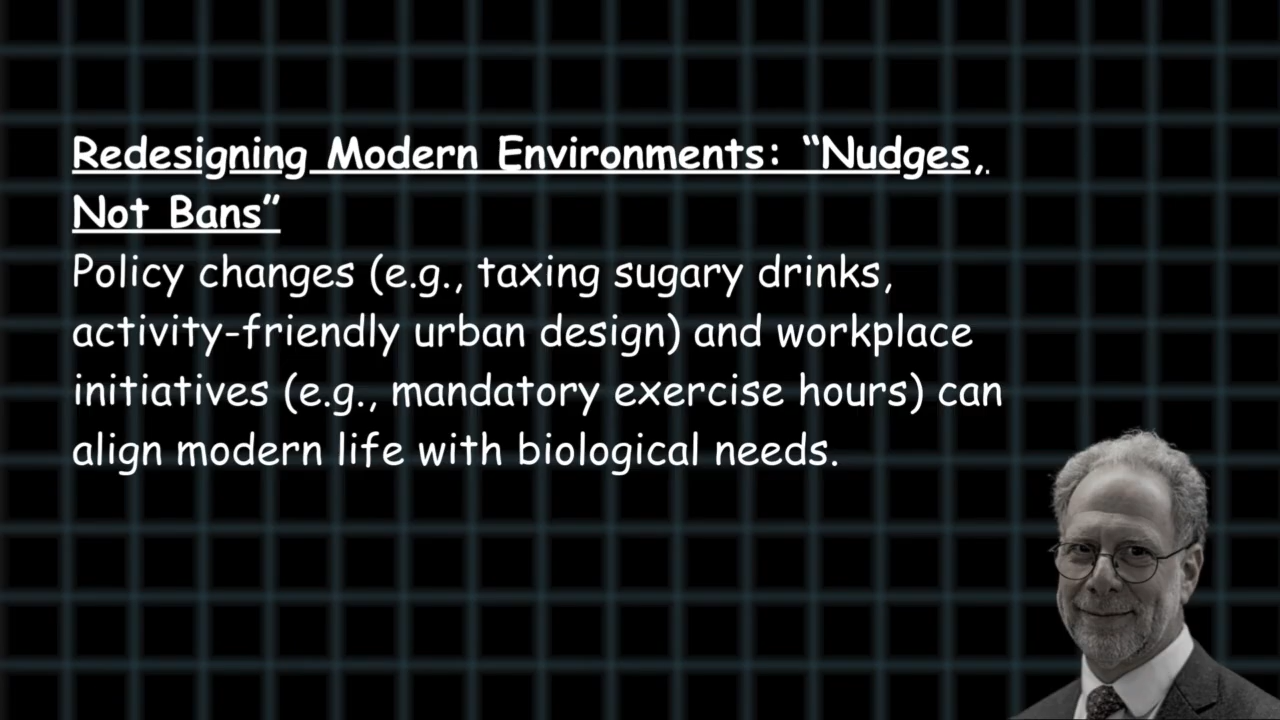 Redesigning Modern Environments: “Nudges,
Not Bans”
Policy changes (e.g., taxing sugary drinks,
activity-friendly urban design) and workplace
initiatives (e.g., mandatory exercise hours) can
align modern life with biological needs.